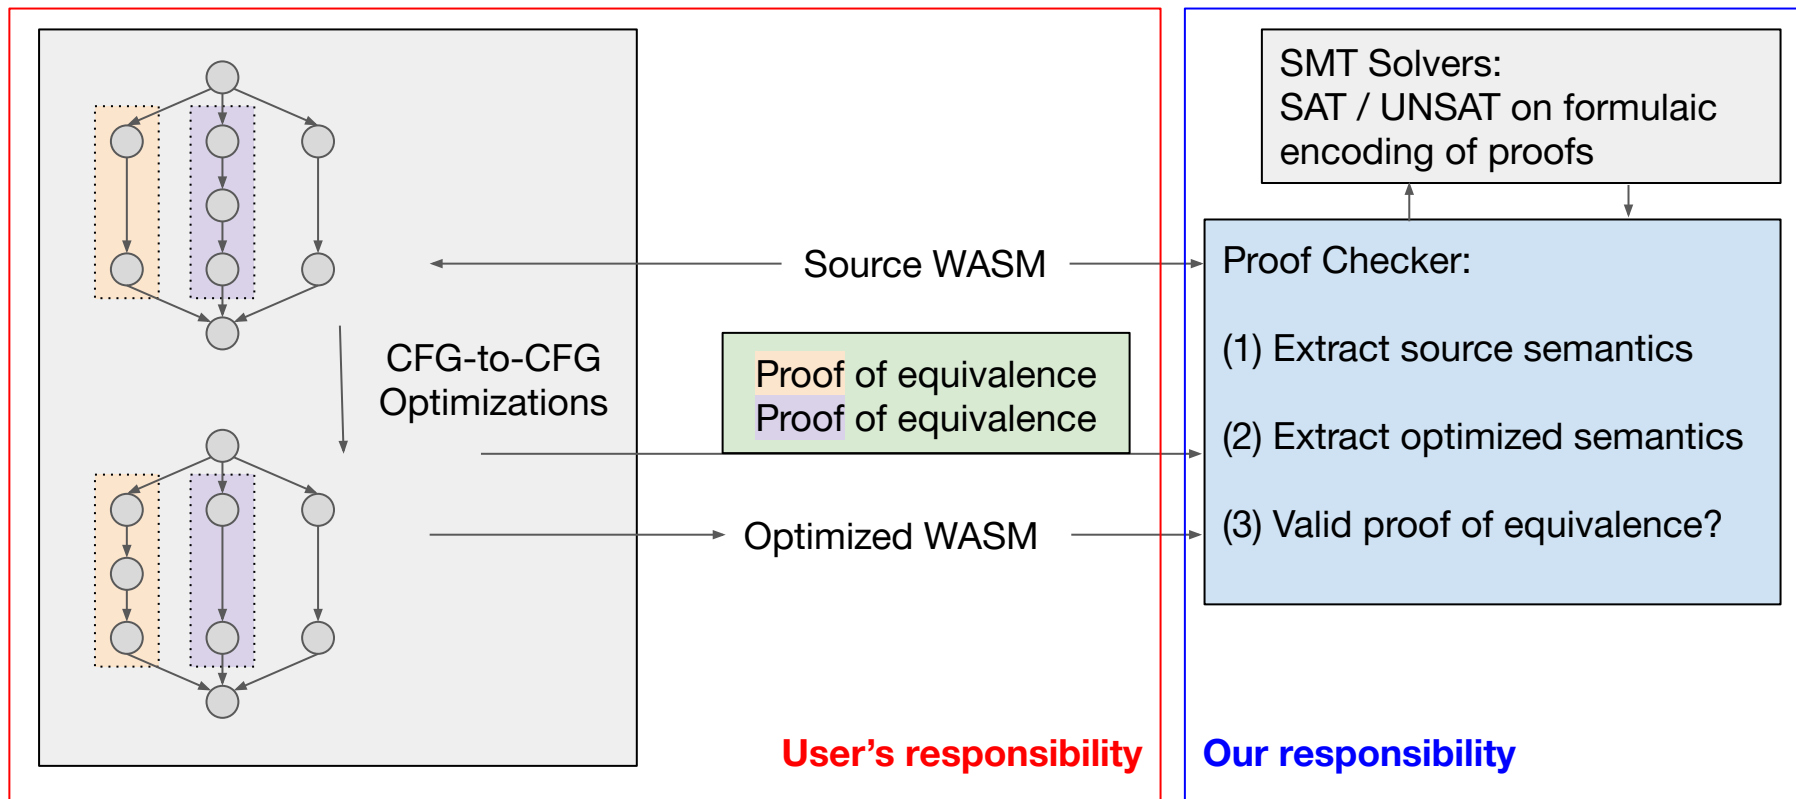 SMT Solvers:
SAT / UNSAT on formulaic
encoding of proofs
Source WASM
Proof Checker:
(1) Extract source semantics
(2) Extract optimized semantics
(3) Valid proof of equivalence?
CFG-to-CFG
Optimizations
Proof of equivalence
Proof of equivalence
Optimized WASM
User's responsibility
Our responsibility